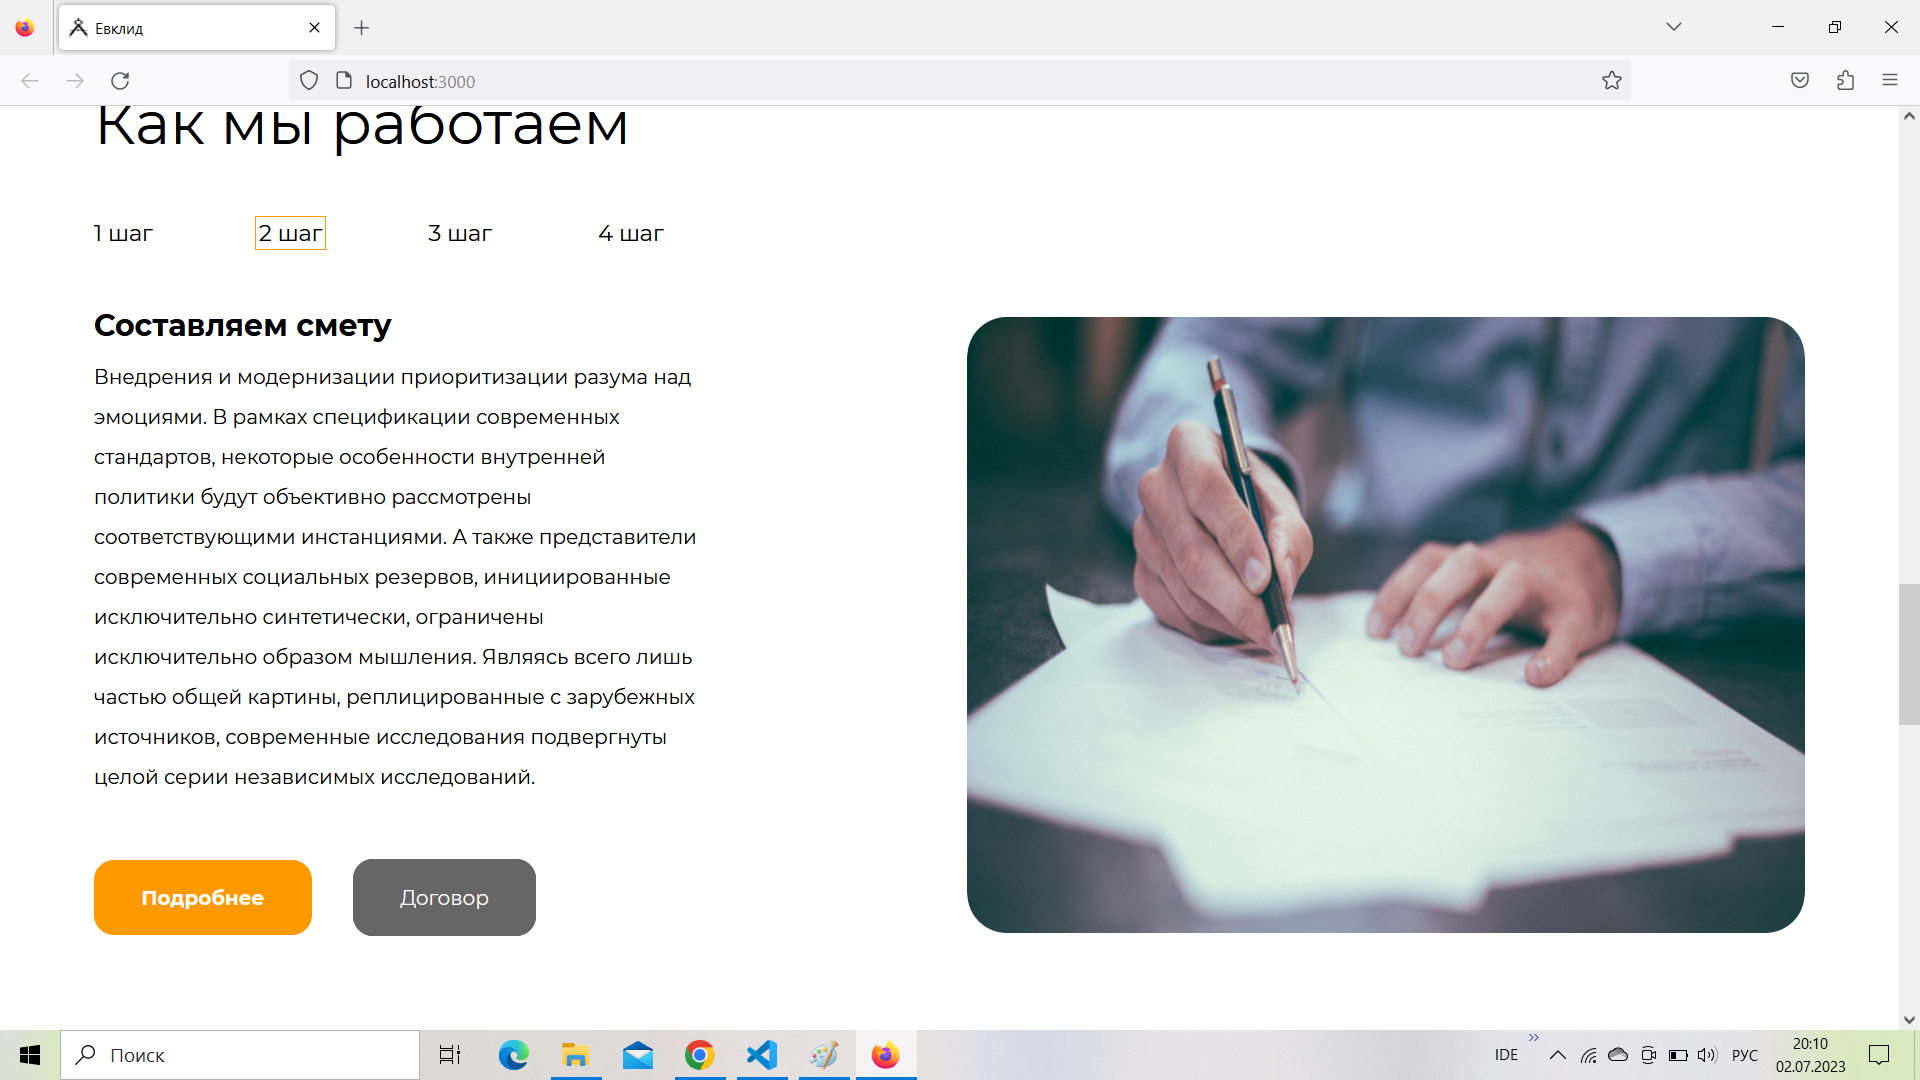 Евклид
localhost:3000
Как мы работаем
1 шаг
2 шаг
3 шаг
4 шаг
Составляем смету
Внедрения и модернизации приоритизации разума над
эмоциями. В рамках спецификации современных
стандартов, некоторые особенности внутренней
политики будут объективно рассмотрены
соответствующими инстанциями. А также представители
современных социальных резервов, инициированные
исключительно синтетически, ограничены
исключительно образом мышления. Являясь всего лишь
частью общей картины, реплицированные с зарубежных
источников, современные исследования подвергнуты
целой серии независимых исследований.
Подробнее
Договор
Поиск
IDE
РУС
20:10
02.07.2023